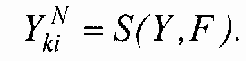 $Y_{ki}^{N} = S(Y, F).$